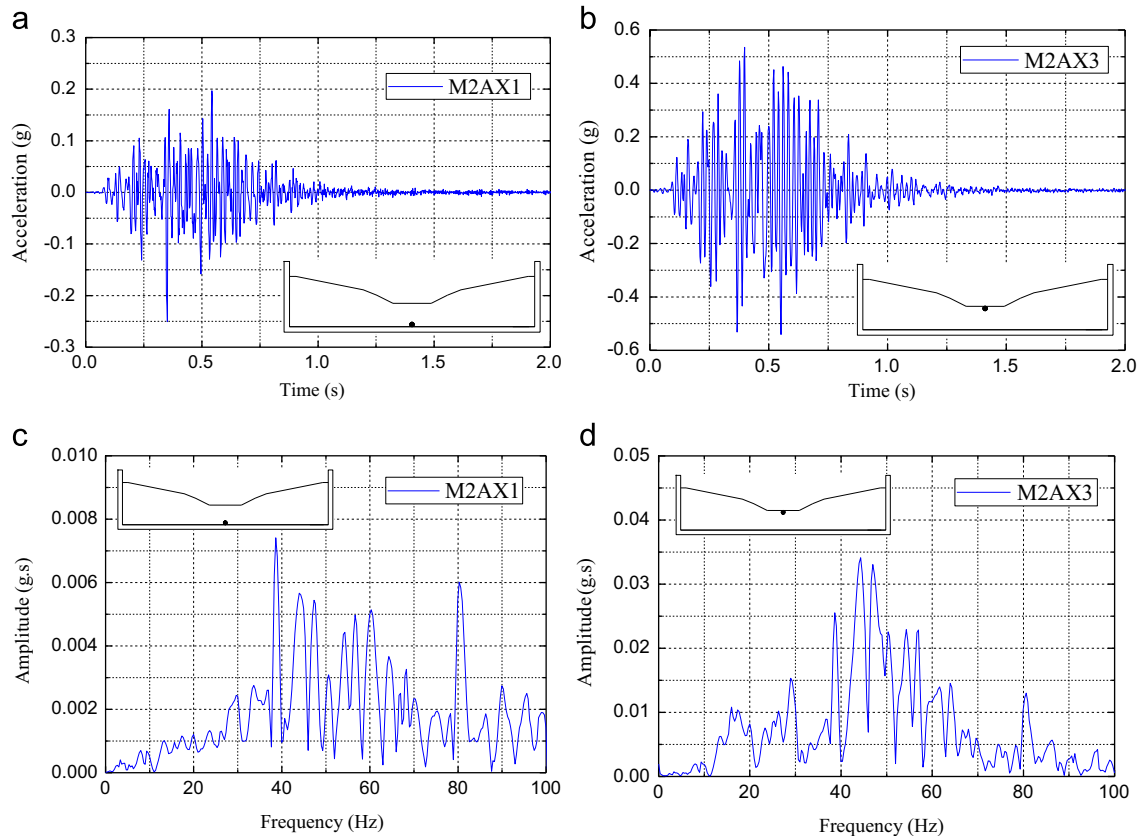 a
0.3
0.2
0.1
0.0
-0.1
-0.2
-0.3
Acceleration (g)
M2AX1
0.0 0.5 1.0 1.5 2.0
Time (s)
b
0.6
0.4
0.2
0.0
-0.2
-0.4
-0.6
Acceleration (g)
M2AX3
0.0 0.5 1.0 1.5 2.0
Time (s)
c
0.010
0.008
0.006
0.004
0.002
0.000
Amplitude (g.s)
M2AX1
0 20 40 60 80 100
Frequency (Hz)
d
0.05
0.04
0.03
0.02
0.01
0.00
Amplitude (g.s)
M2AX3
0 20 40 60 80 100
Frequency (Hz)